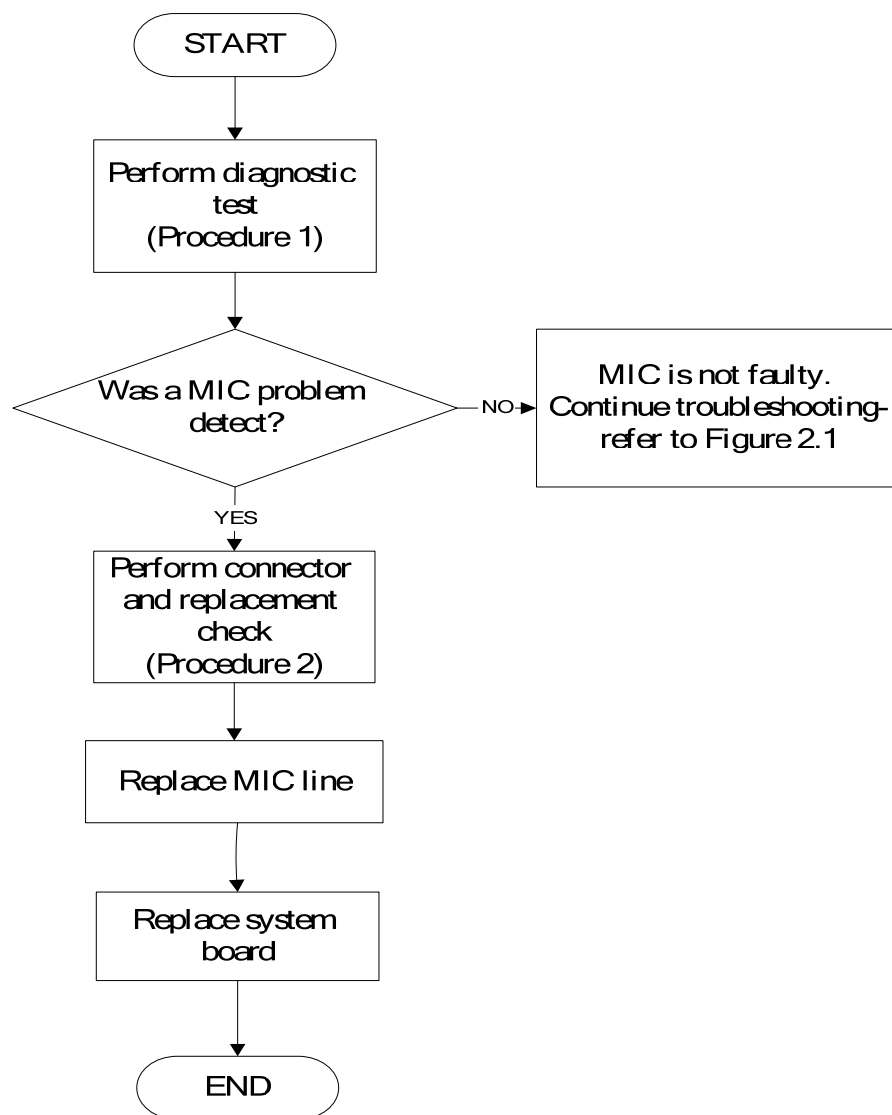 START
Perform diagnostic
test
(Procedure 1)
Was a MIC problem
detect?
NO
MIC is not faulty.
Continue troubleshooting-
refer to Figure 2.1
YES
Perform connector
and replacement
check
(Procedure 2)
Replace MIC line
Replace system
board
END